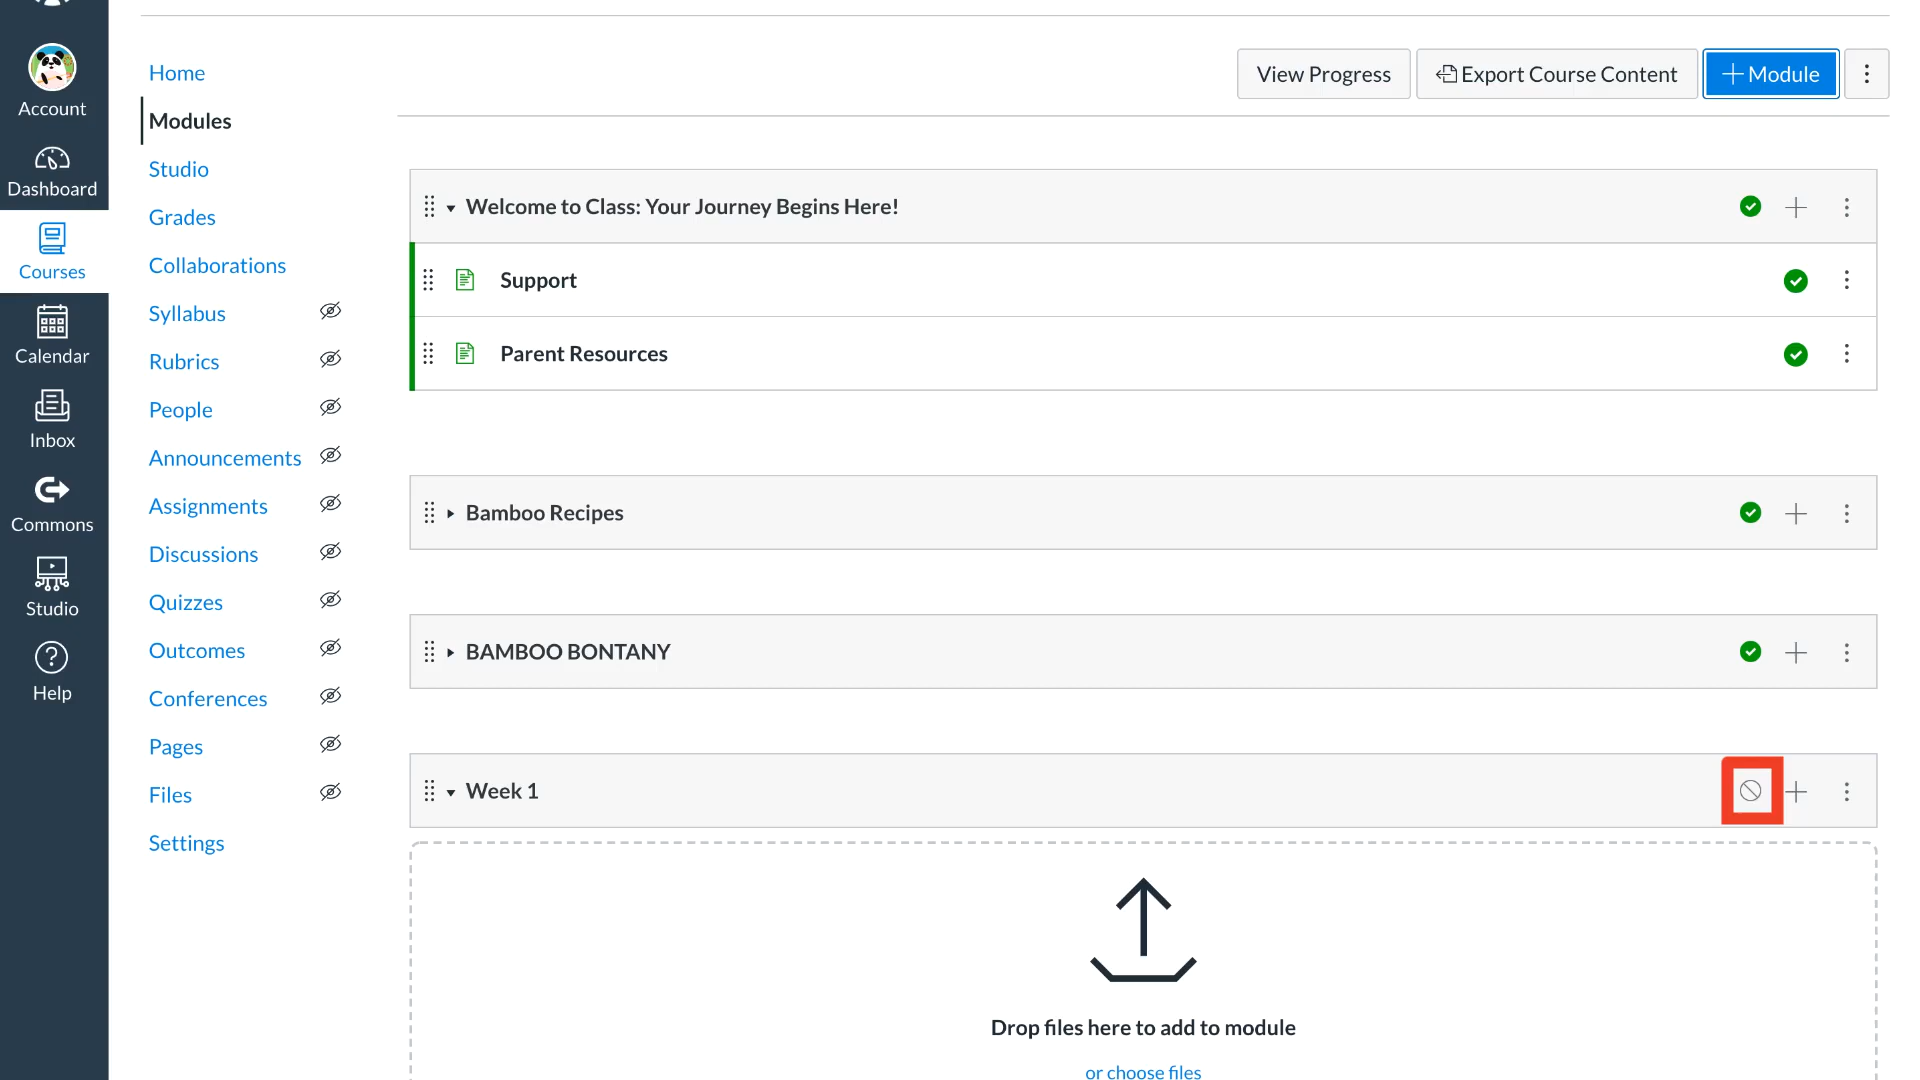 Account
Dashboard
Courses
Calendar
Inbox
Commons
Studio
Help
Home
Modules
Studio
Grades
Collaborations
Syllabus
Rubrics
People
Announcements
Assignments
Discussions
Quizzes
Outcomes
Conferences
Pages
Files
Settings
View Progress
Export Course Content
Module
Welcome to Class: Your Journey Begins Here!
Support
Parent Resources
Bamboo Recipes
BAMBOO BONTANY
Week 1
Drop files here to add to module
or choose files